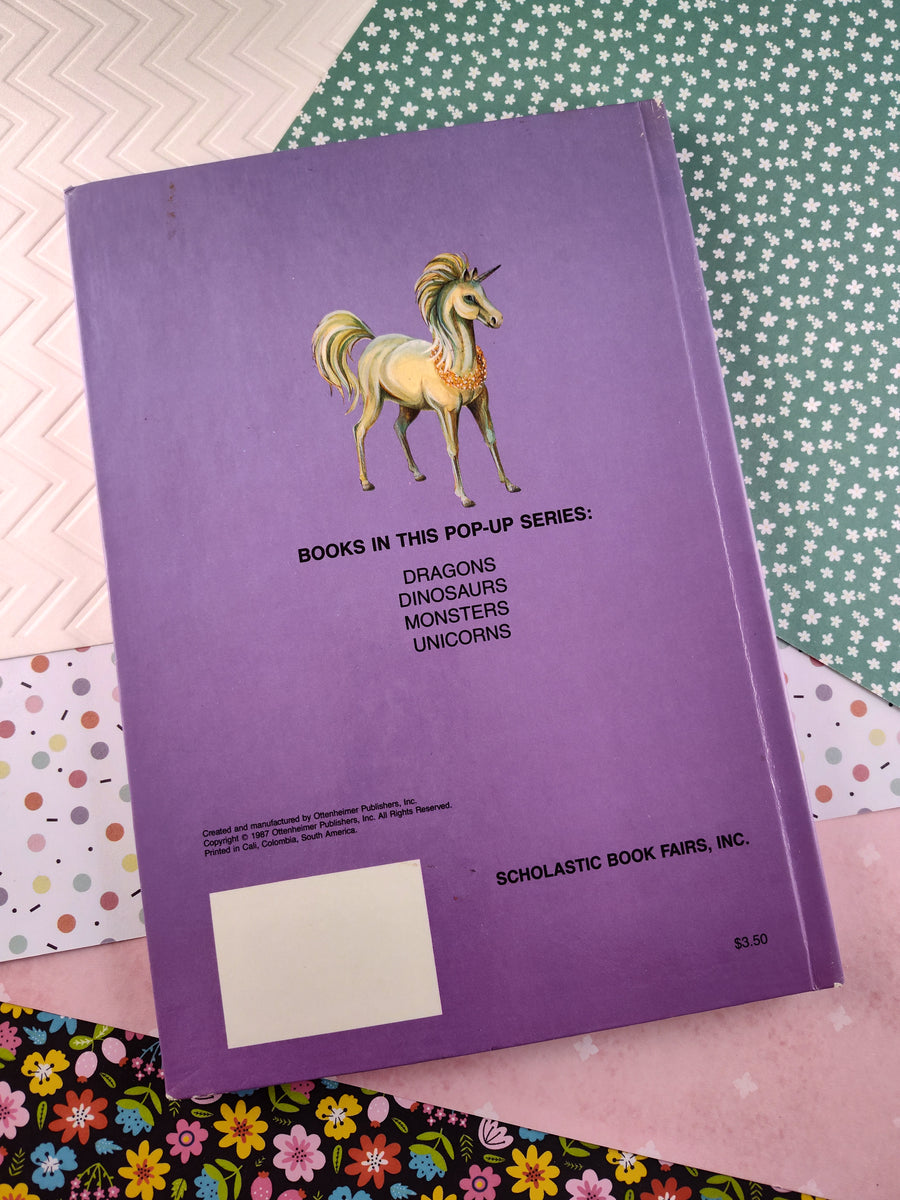 BOOKS IN THIS POP-UP SERIES:
DRAGONS
DINOSAURS
MONSTERS
UNICORNS
Created and manufactured by Ottenheimer Publishers, Inc.
Copyright © 1987 Ottenheimer Publishers, Inc. All Rights Reserved.
Printed in Cali, Colombia, South America.
SCHOLASTIC BOOK FAIRS, INC.
$3.50